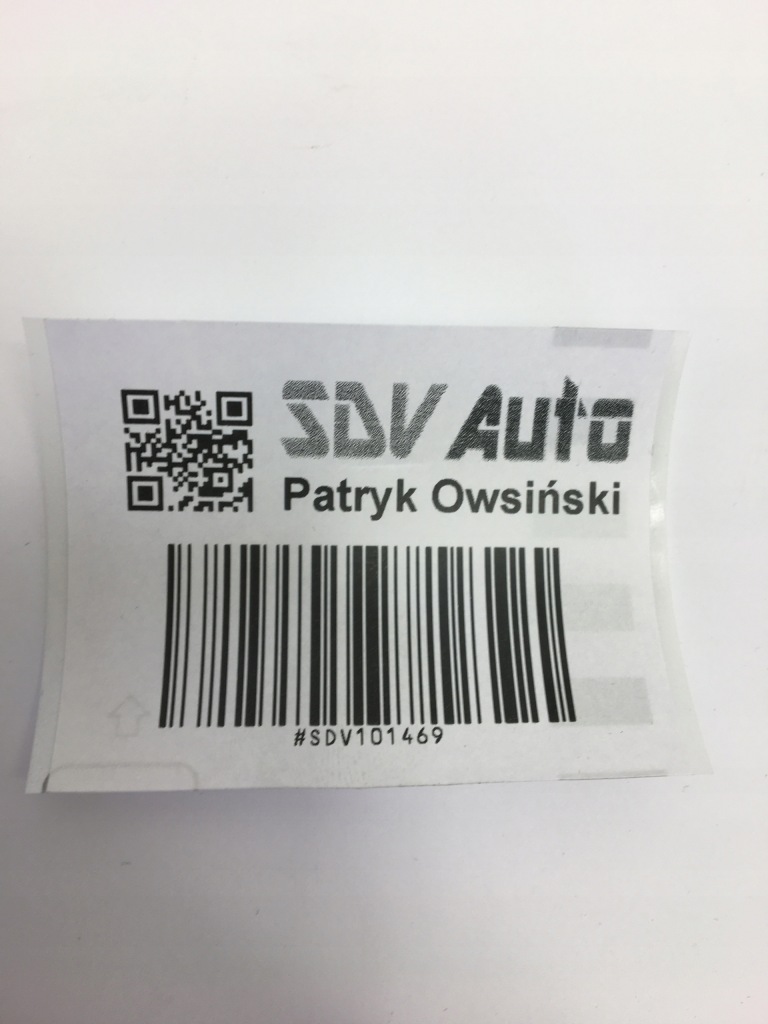 SDV Auto
Patryk Owsiński
#SDV101469